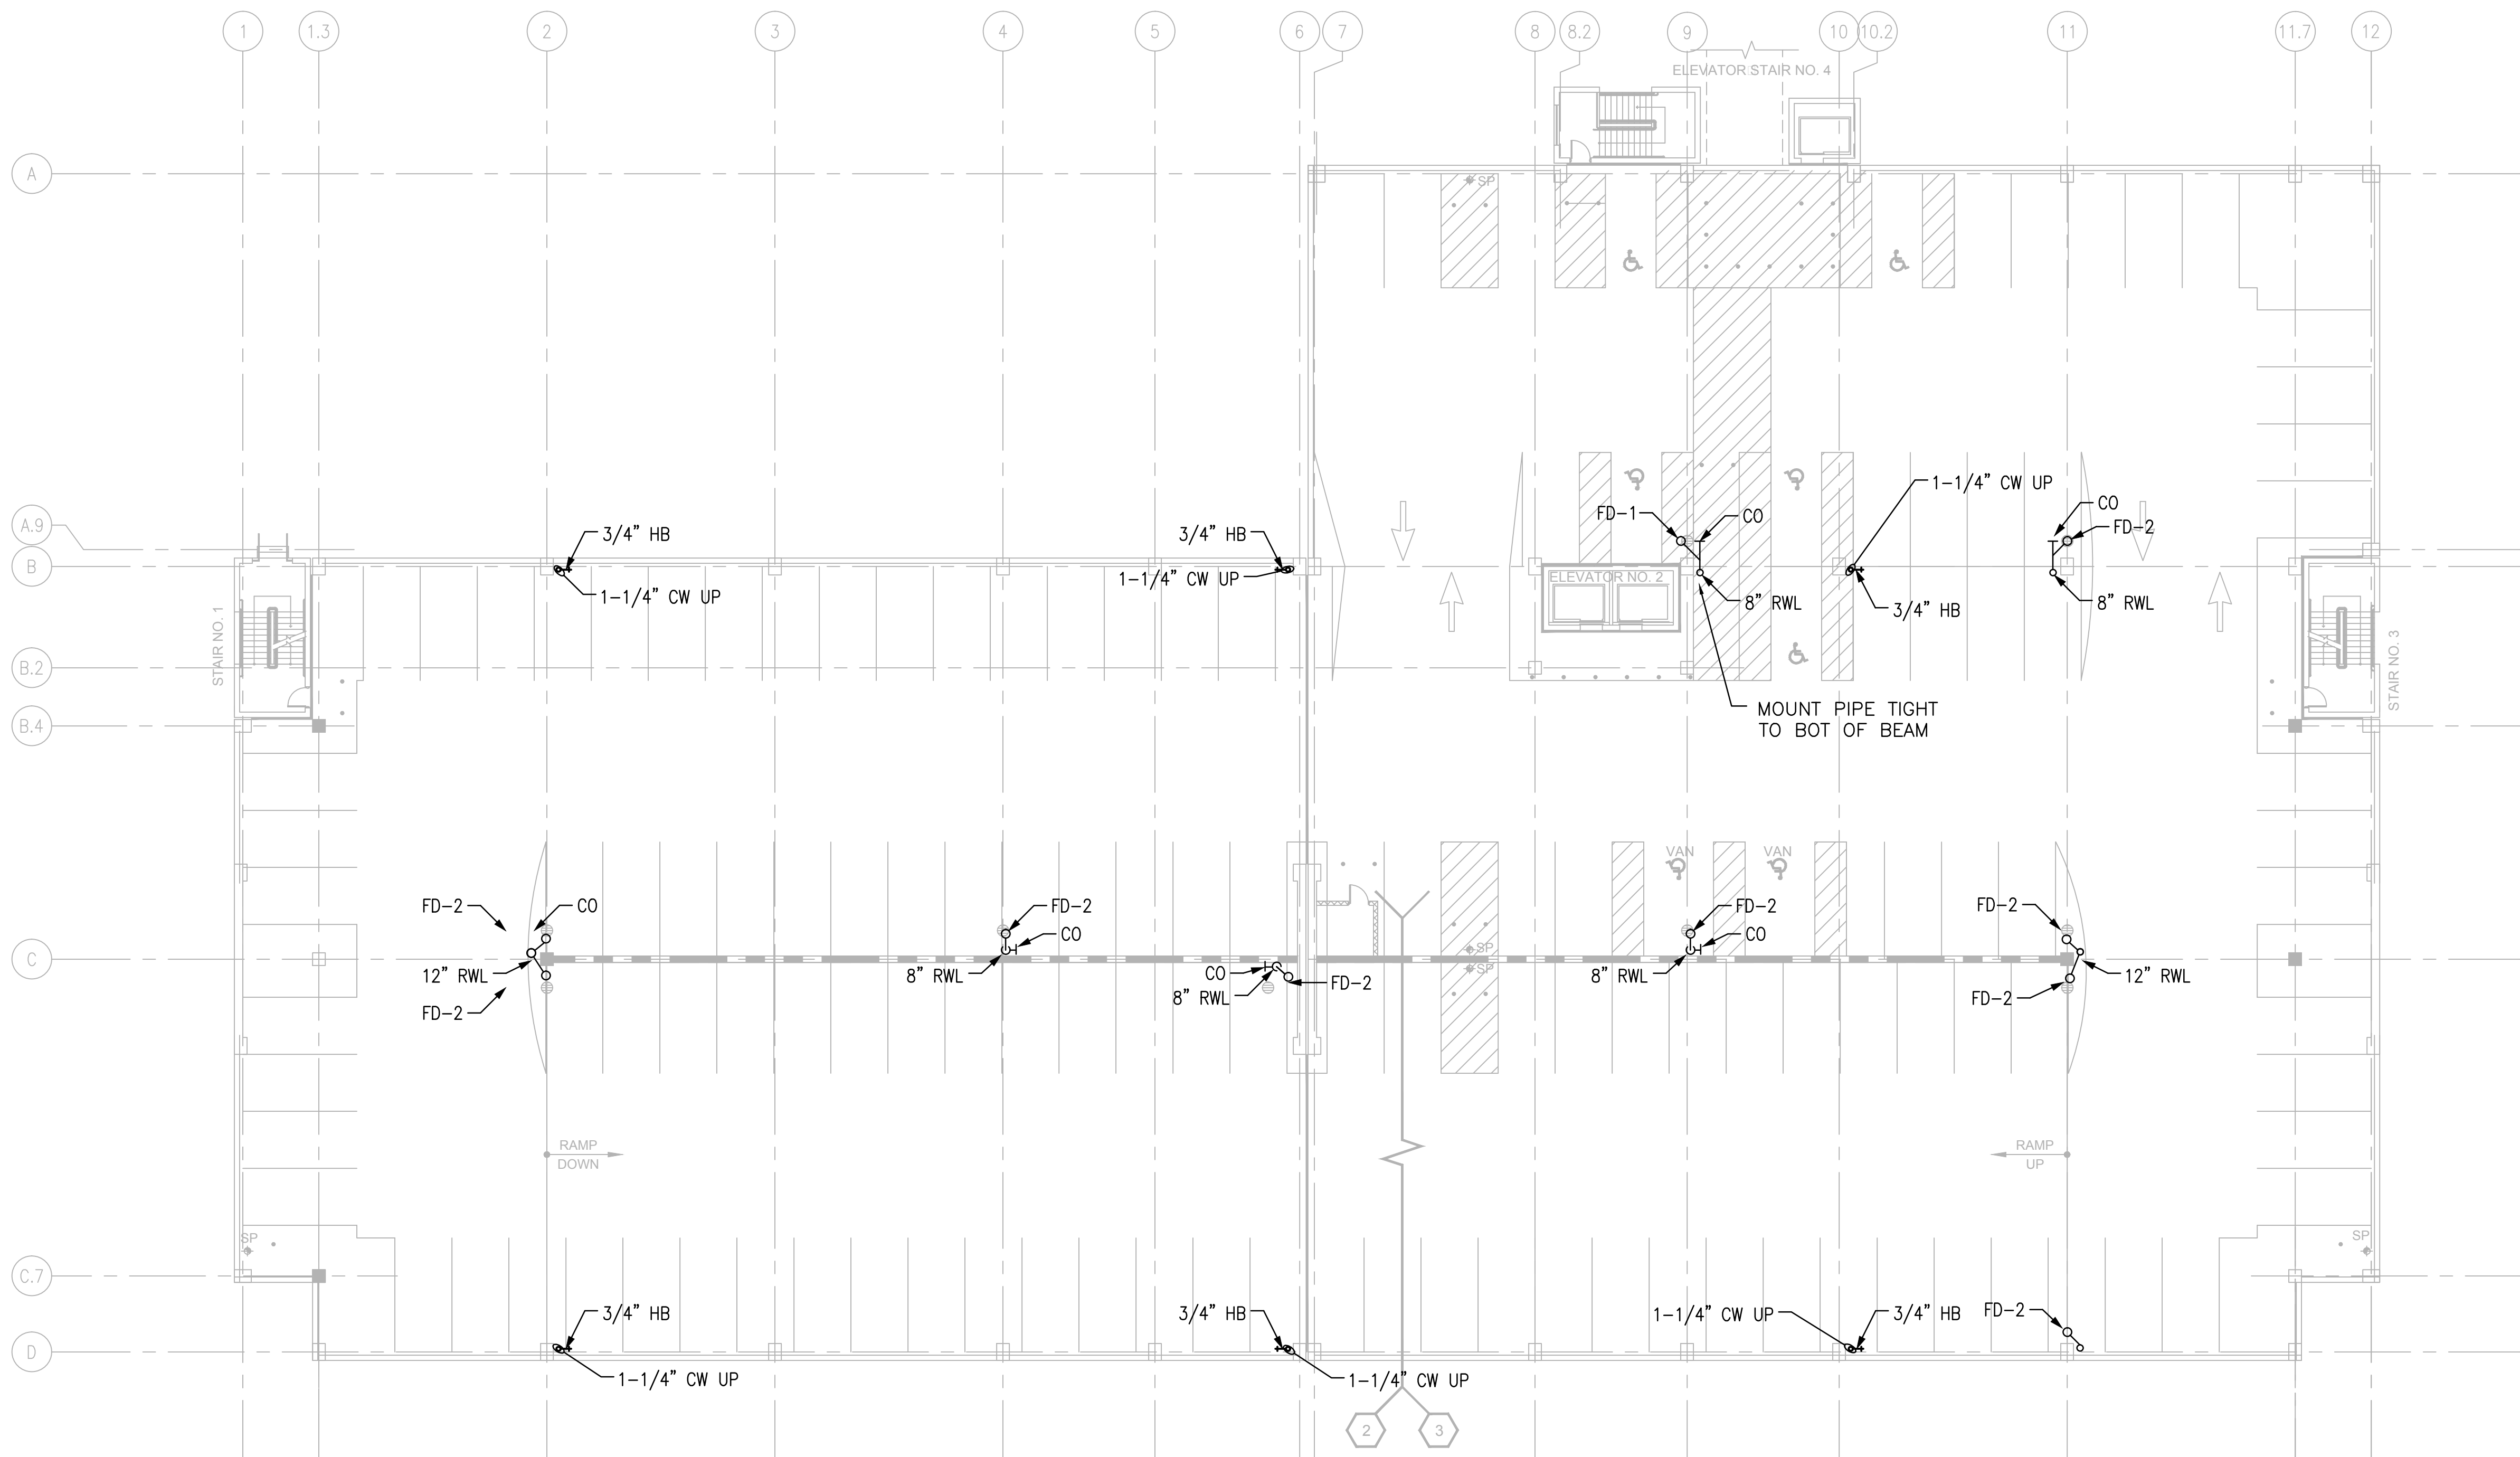 1
1.3
2
3
4
5
6
7
8
8.2
9
10
10.2
11
11.7
12
ELEVATOR STAIR NO. 4
A
SP
1-1/4" CW UP
CO
FD-2
FD-1
CO
A.9
3/4" HB
3/4" HB
B
1-1/4" CW UP
ELEVATOR NO. 2
1-1/4" CW UP
8" RWL
3/4" HB
8" RWL
STAIR NO. 1
STAIR NO. 3
B.2
MOUNT PIPE TIGHT
TO BOT OF BEAM
B.4
VAN
VAN
FD-2
CO
FD-2
FD-2
FD-2
CO
CO
SP
C
12" RWL
8" RWL
CO
SP
8" RWL
12" RWL
FD-2
8" RWL
FD-2
FD-2
RAMP
DOWN
RAMP
UP
SP
SP
C.7
3/4" HB
3/4" HB
1-1/4" CW UP
3/4" HB
FD-2
D
1-1/4" CW UP
1-1/4" CW UP
2
3